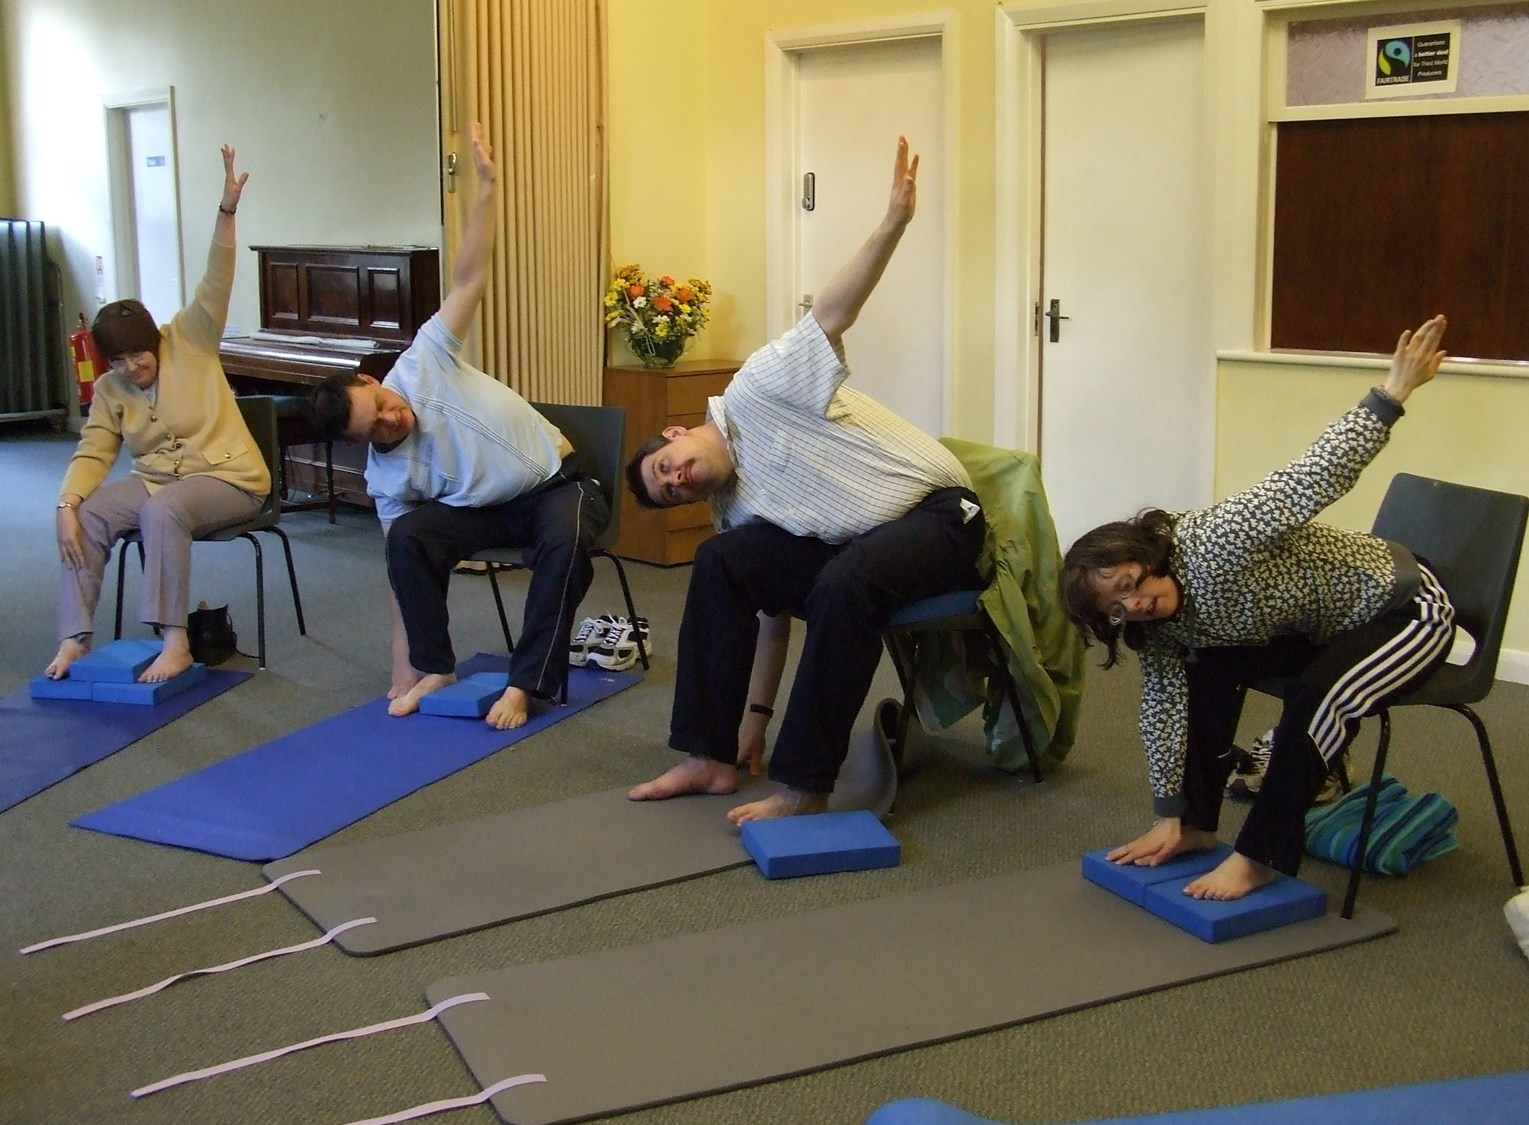 Guarantees
a better deal
for Third World
Producers
FAIRTRADE